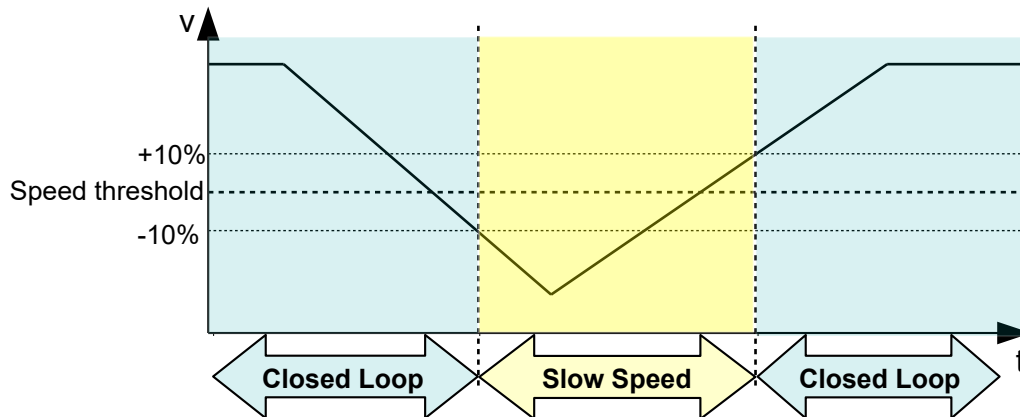 v
+10%
Speed threshold
-10%
t
Closed Loop
Slow Speed
Closed Loop